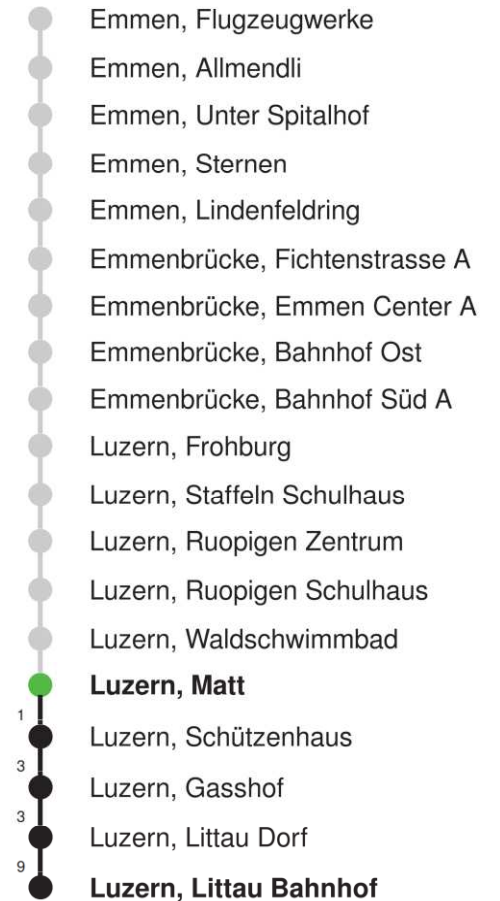 Emmen, Flugzeugwerke
Emmen, Allmendli
Emmen, Unter Spitalhof
Emmen, Sternen
Emmen, Lindenfeldring
Emmenbrücke, Fichtenstrasse A
Emmenbrücke, Emmen Center A
Emmenbrücke, Bahnhof Ost
Emmenbrücke, Bahnhof Süd A
Luzern, Frohburg
Luzern, Staffeln Schulhaus
Luzern, Ruopigen Zentrum
Luzern, Ruopigen Schulhaus
Luzern, Waldschwimmbad
Luzern, Matt
1 Luzern, Schützenhaus
3 Luzern, Gasshof
3 Luzern, Littau Dorf
9 Luzern, Littau Bahnhof